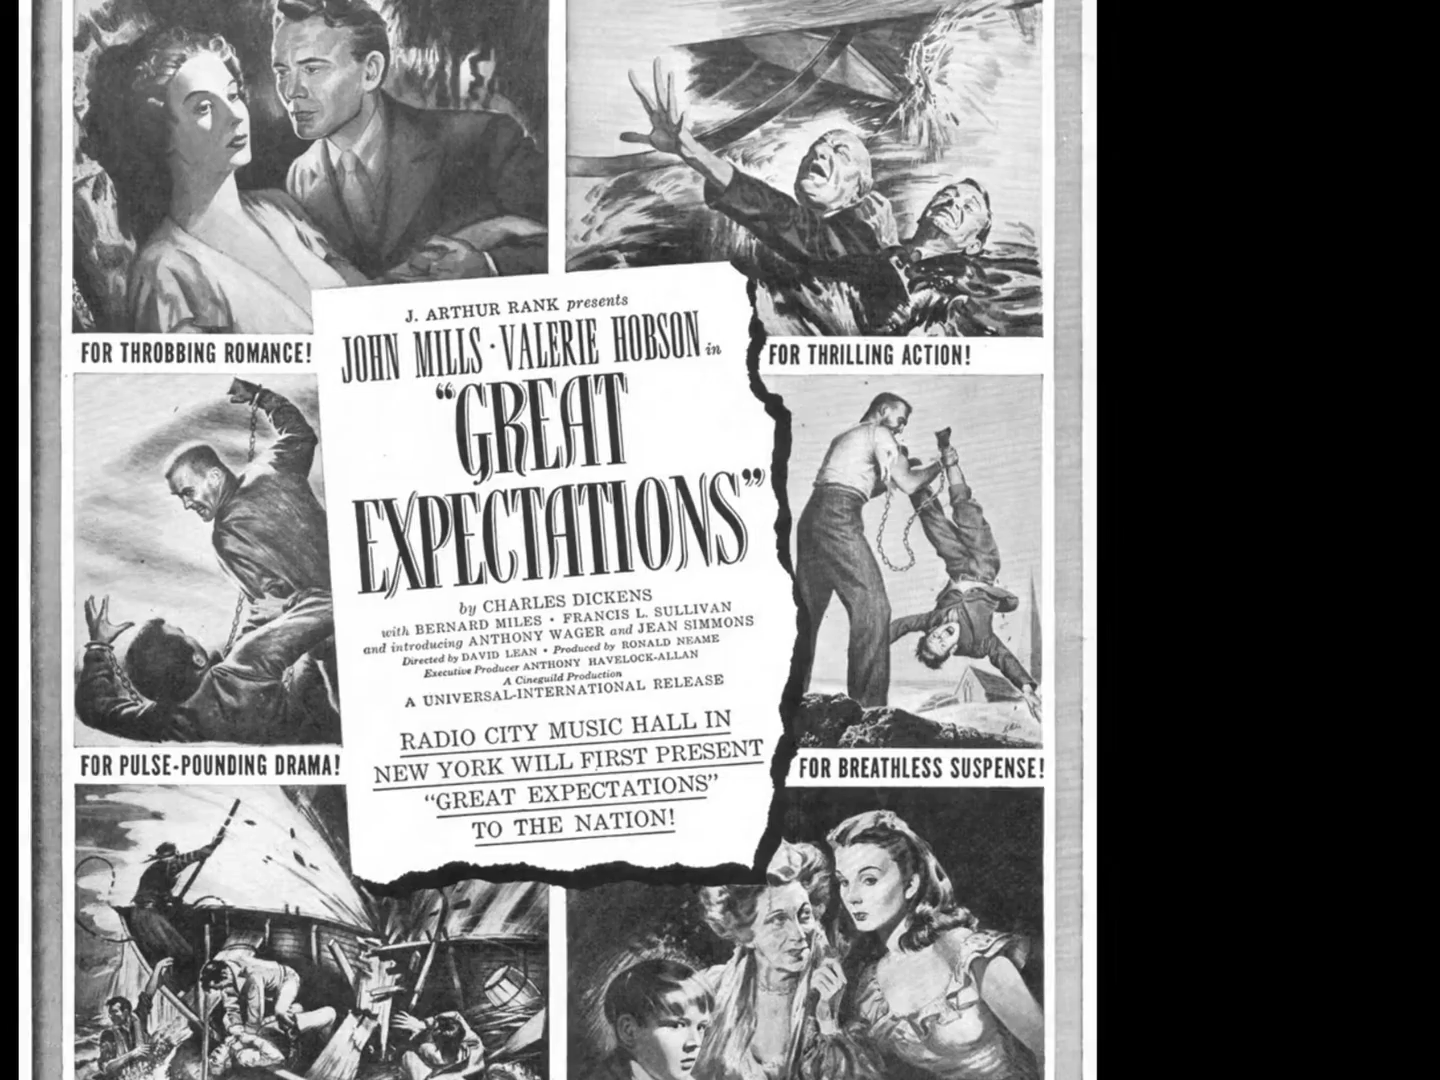 J. ARTHUR RANK presents
JOHN MILLS · VALERIE HOBSON in
"GREAT
EXPECTATIONS"
by CHARLES DICKENS
with BERNARD MILES • FRANCIS L. SULLIVAN
and introducing ANTHONY WAGER and JEAN SIMMONS
Directed by DAVID LEAN • Produced by RONALD NEAME
Executive Producer ANTHONY HAVELOCK-ALLAN
A Cineguild Production
A UNIVERSAL-INTERNATIONAL RELEASE
RADIO CITY MUSIC HALL IN
NEW YORK WILL FIRST PRESENT
"GREAT EXPECTATIONS"
TO THE NATION!
FOR THROBBING ROMANCE!
FOR THRILLING ACTION!
FOR PULSE-POUNDING DRAMA!
FOR BREATHLESS SUSPENSE!